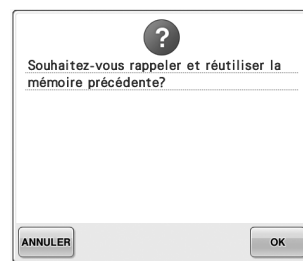 ?
Souhaitez-vous rappeler et réutiliser la
mémoire précédente?
ANNULER
OK